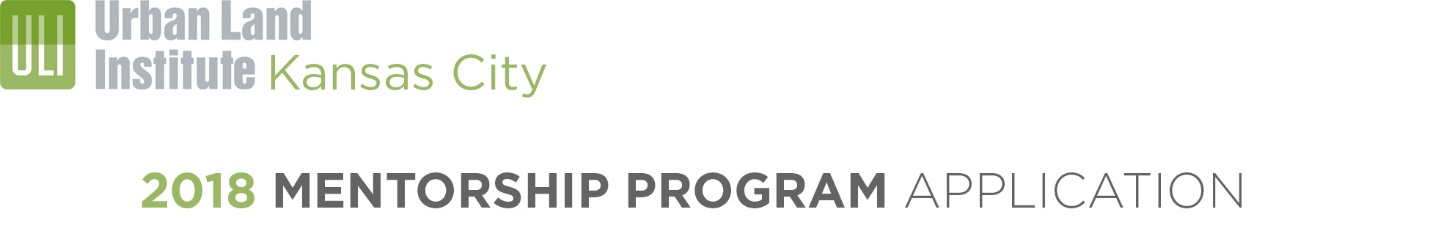 ULI Urban Land
Institute Kansas City
2018 MENTORSHIP PROGRAM APPLICATION